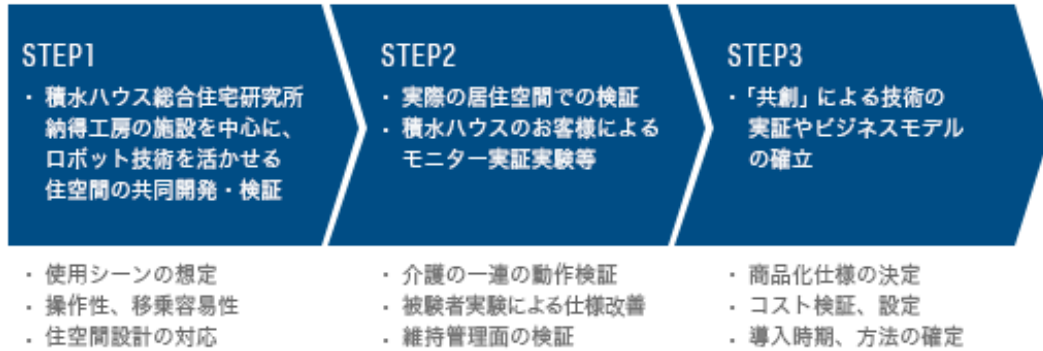 STEP1
・ 積水ハウス総合住宅研究所
納得工房の施設を中心に、
ロボット技術を活かせる
住空間の共同開発・検証
・ 使用シーンの想定
・ 操作性、移乗容易性
・ 住空間設計の対応
STEP2
・ 実際の居住空間での検証
・ 積水ハウスのお客様による
モニター実証実験等
・ 介護の一連の動作検証
・ 被験者実験による仕様改善
・ 維持管理面の検証
STEP3
・「共創」による技術の
実証やビジネスモデル
の確立
・ 商品化仕様の決定
・ コスト検証、設定
・ 導入時期、方法の確定